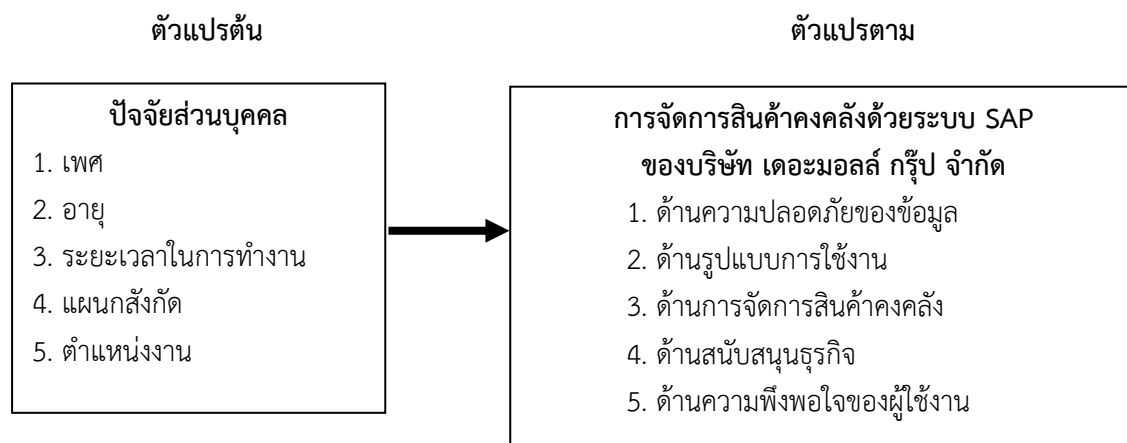 ตัวแปรต้น
ตัวแปรตาม
ปัจจัยส่วนบุคคล
1. เพศ
2. อายุ
3. ระยะเวลาในการทำงาน
4. แผนกสังกัด
5. ตำแหน่งงาน
การจัดการสินค้าคงคลังด้วยระบบ SAP
ของบริษัท เดอะมอลล์ กรุ๊ป จำกัด
1. ด้านความปลอดภัยของข้อมูล
2. ด้านรูปแบบการใช้งาน
3. ด้านการจัดการสินค้าคงคลัง
4. ด้านสนับสนุนธุรกิจ
5. ด้านความพึงพอใจของผู้ใช้งาน